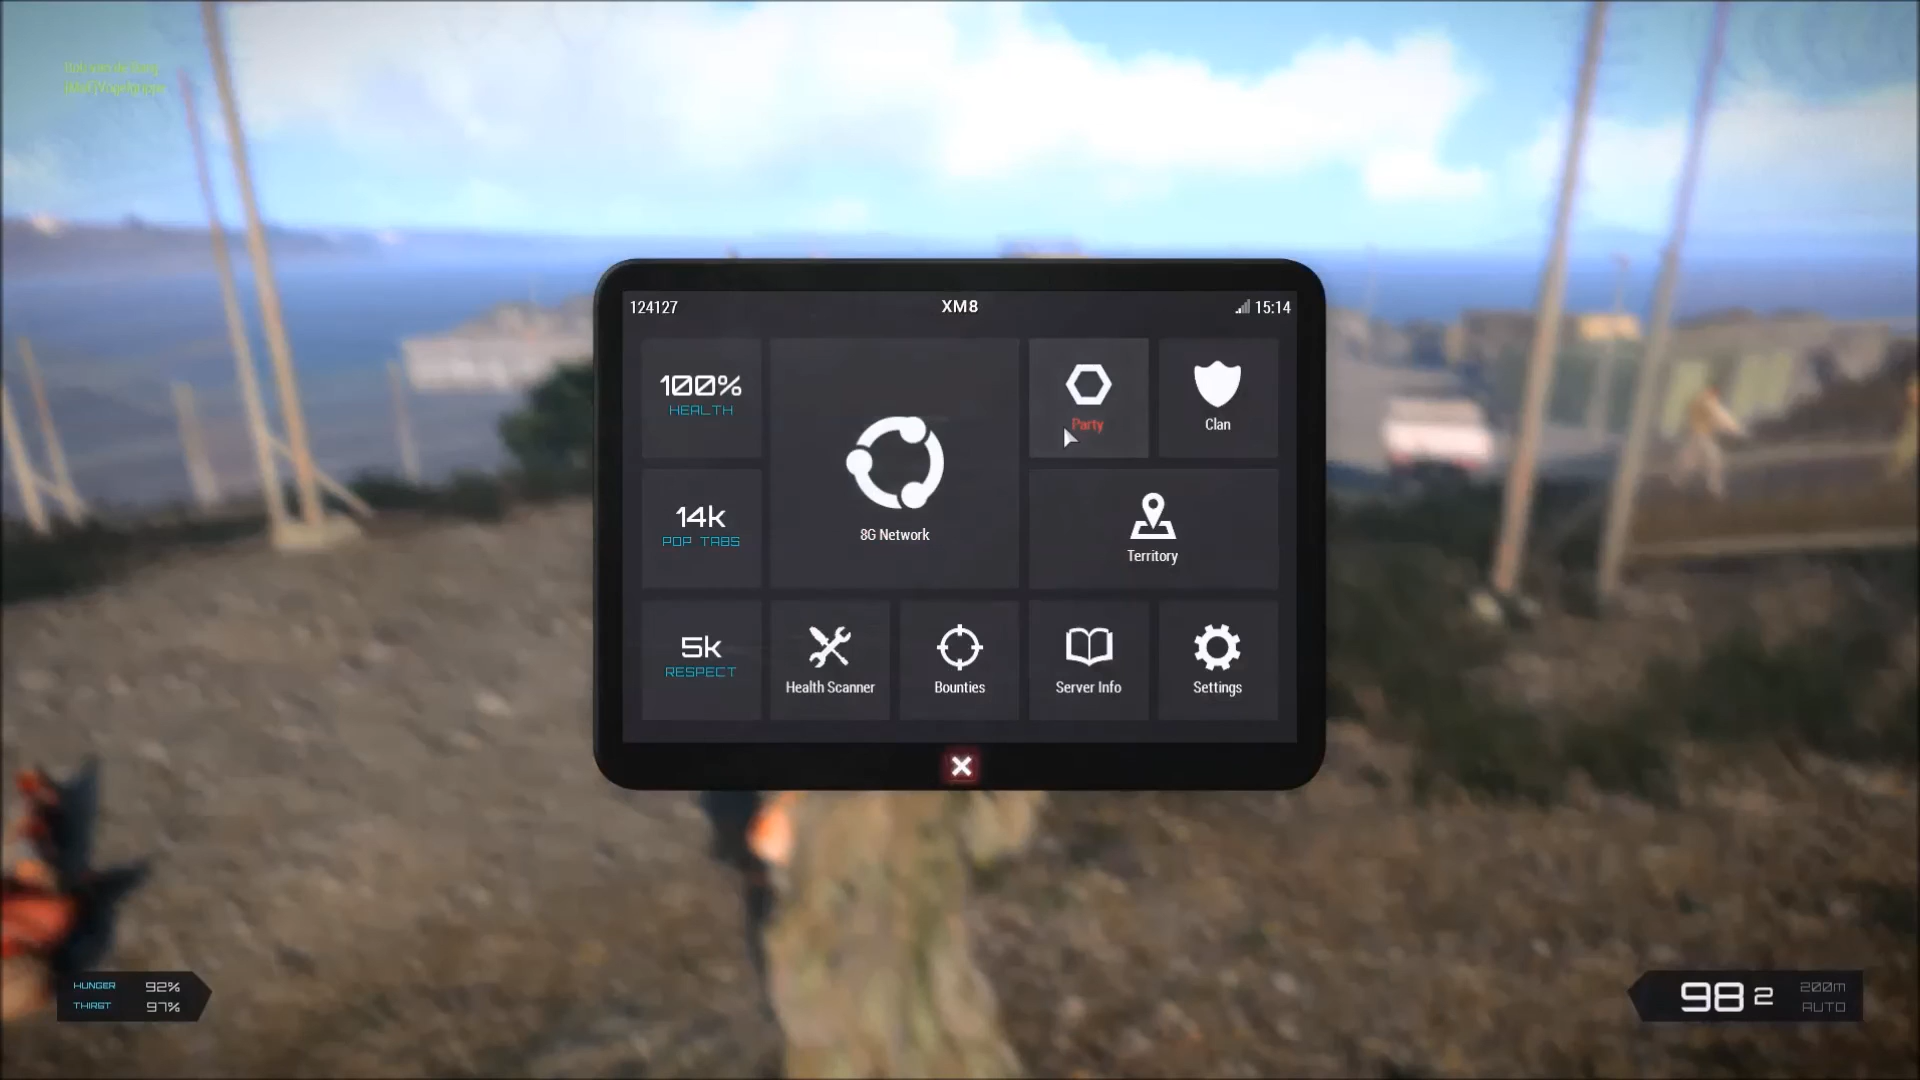 124127
XM8
15:14
100%
HEALTH
Party
Clan
14k
POP TABS
8G Network
Territory
5k
RESPECT
Health Scanner
Bounties
Server Info
Settings
HUNGER 92%
THIRST 97%
98 2
200m
AUTO